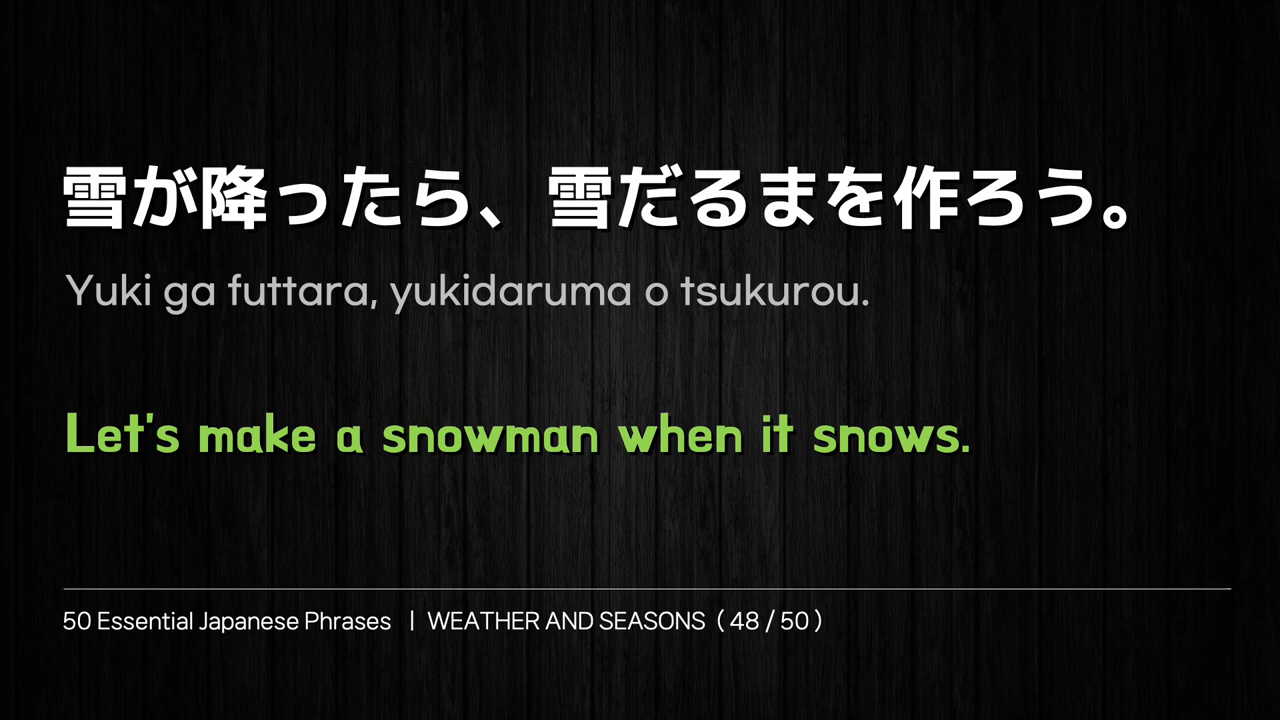 雪が降ったら、雪だるまを作ろう。
Yuki ga futtara, yukidaruma o tsukurou.
Let's make a snowman when it snows.
50 Essential Japanese Phrases | WEATHER AND SEASONS ( 48 / 50 )